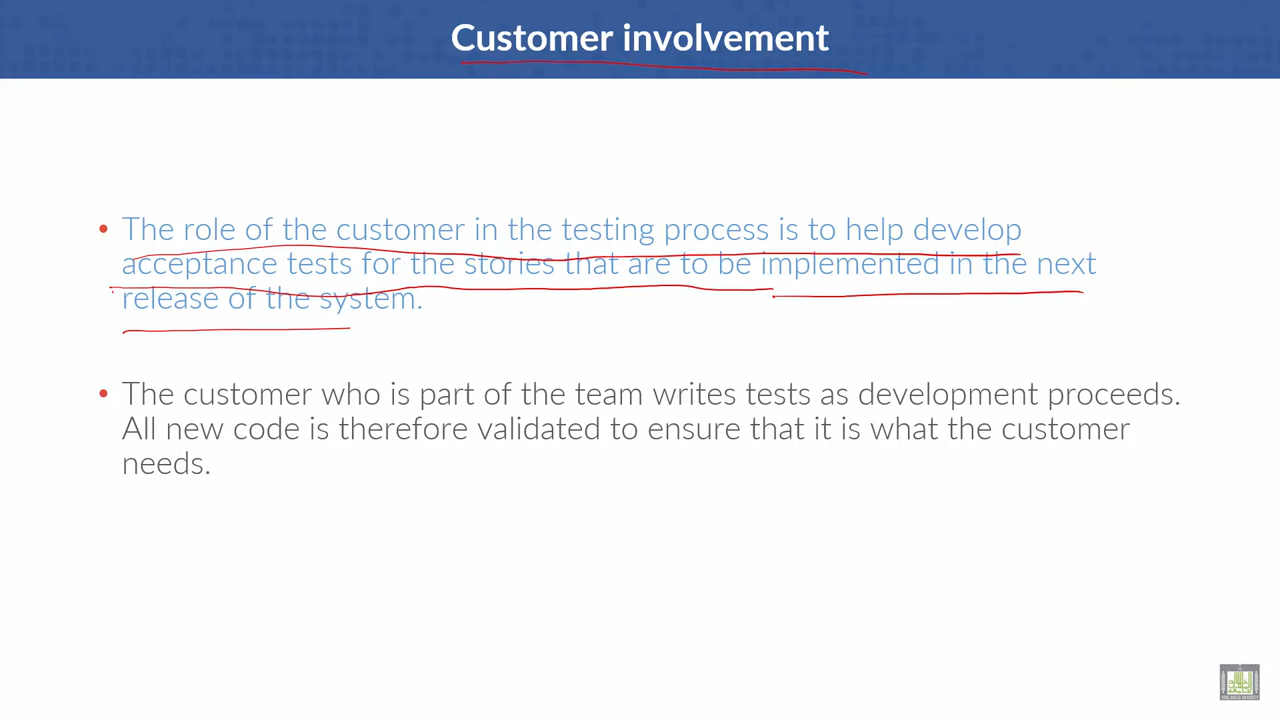 Customer involvement
• The role of the customer in the testing process is to help develop
acceptance tests for the stories that are to be implemented in the next
release of the system.
• The customer who is part of the team writes tests as development proceeds.
All new code is therefore validated to ensure that it is what the customer
needs.